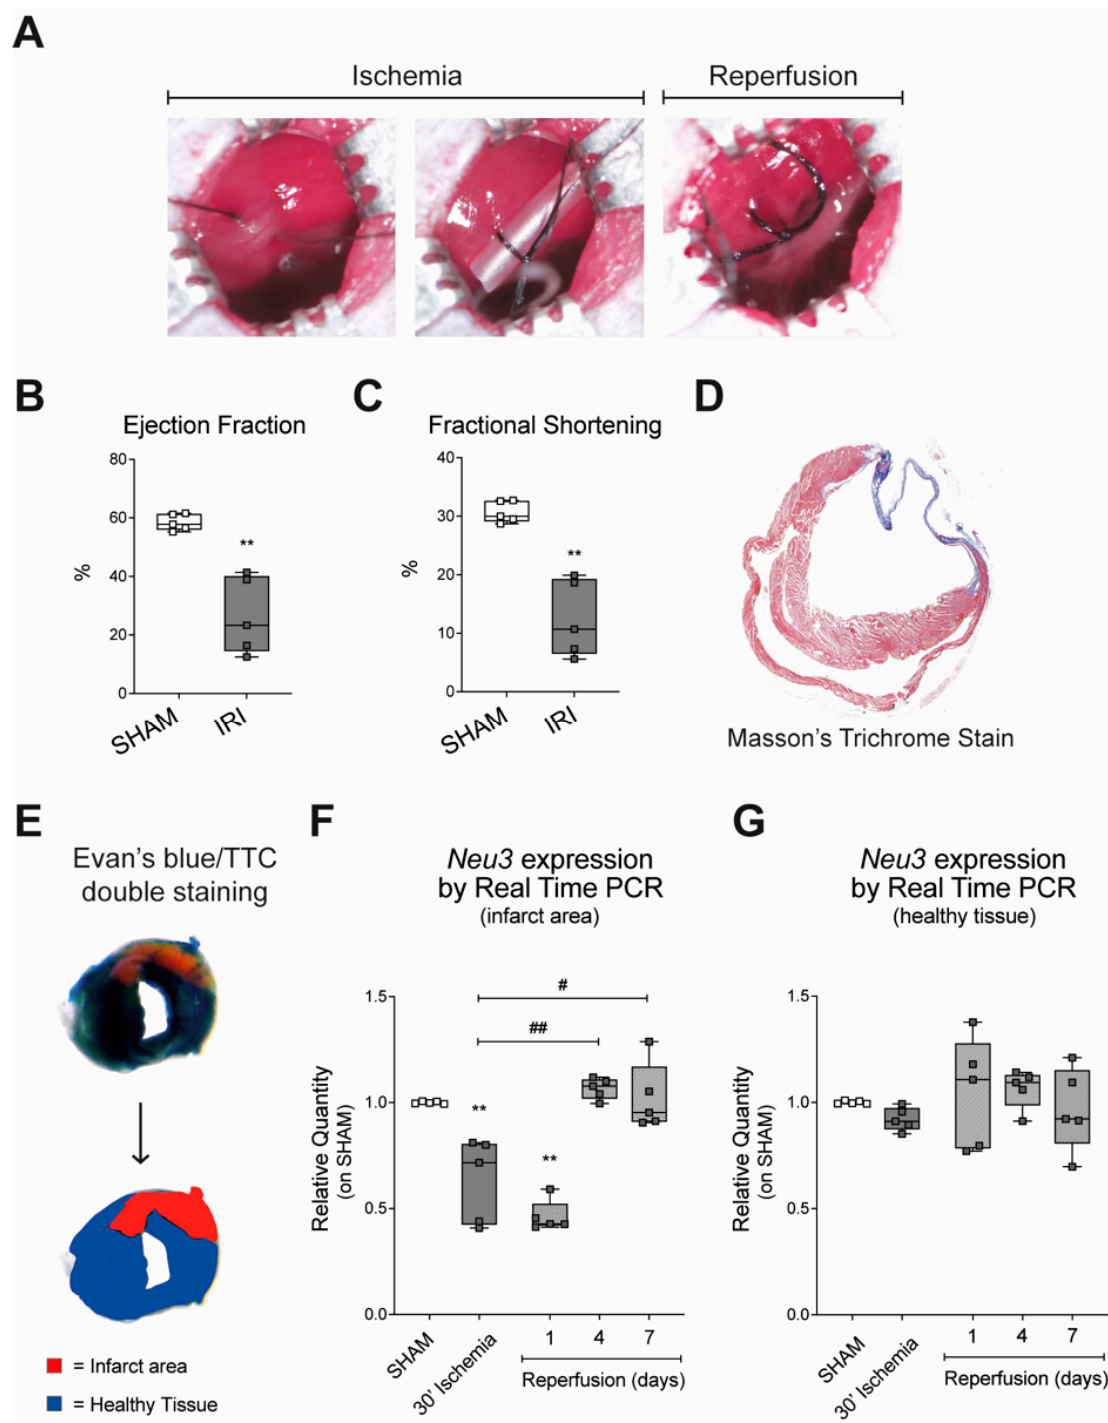 A
Ischemia
Reperfusion
B
Ejection Fraction
80
60
40
20
0
%
**
SHAM
IRI
C
Fractional Shortening
40
30
20
10
0
%
**
SHAM
IRI
D
Masson’s Trichrome Stain
E
Evan’s blue/TTC
double staining
= Infarct area
= Healthy Tissue
F
Neu3 expression
by Real Time PCR
(infarct area)
1.5
1.0
0.5
0.0
Relative Quantity
(on SHAM)
#
##
**
**
SHAM
30’ Ischemia
1
4
7
Reperfusion (days)
G
Neu3 expression
by Real Time PCR
(healthy tissue)
1.5
1.0
0.5
0.0
Relative Quantity
(on SHAM)
SHAM
30’ Ischemia
1
4
7
Reperfusion (days)